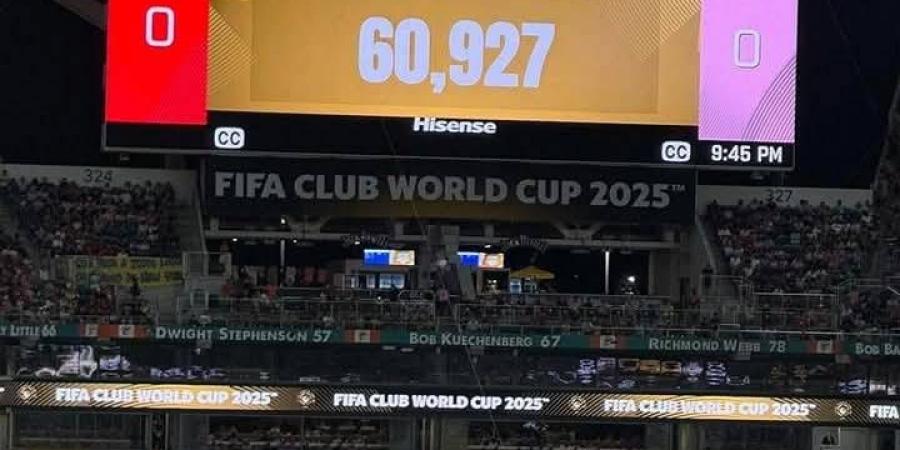 0
60,927
0
Hisense
CC
CC
9:45 PM
324
FIFA CLUB WORLD CUP 2025™
327
LITTLE 66
DWIGHT STEPHENSON 57
BOB KUECHENBERG 67
RICHMOND WEBB 78
BOB BA
FIFA CLUB WORLD CUP 2025™
FIFA CLUB WORLD CUP 2025™
FIFA CLUB WORLD CUP 2025™
FIFA